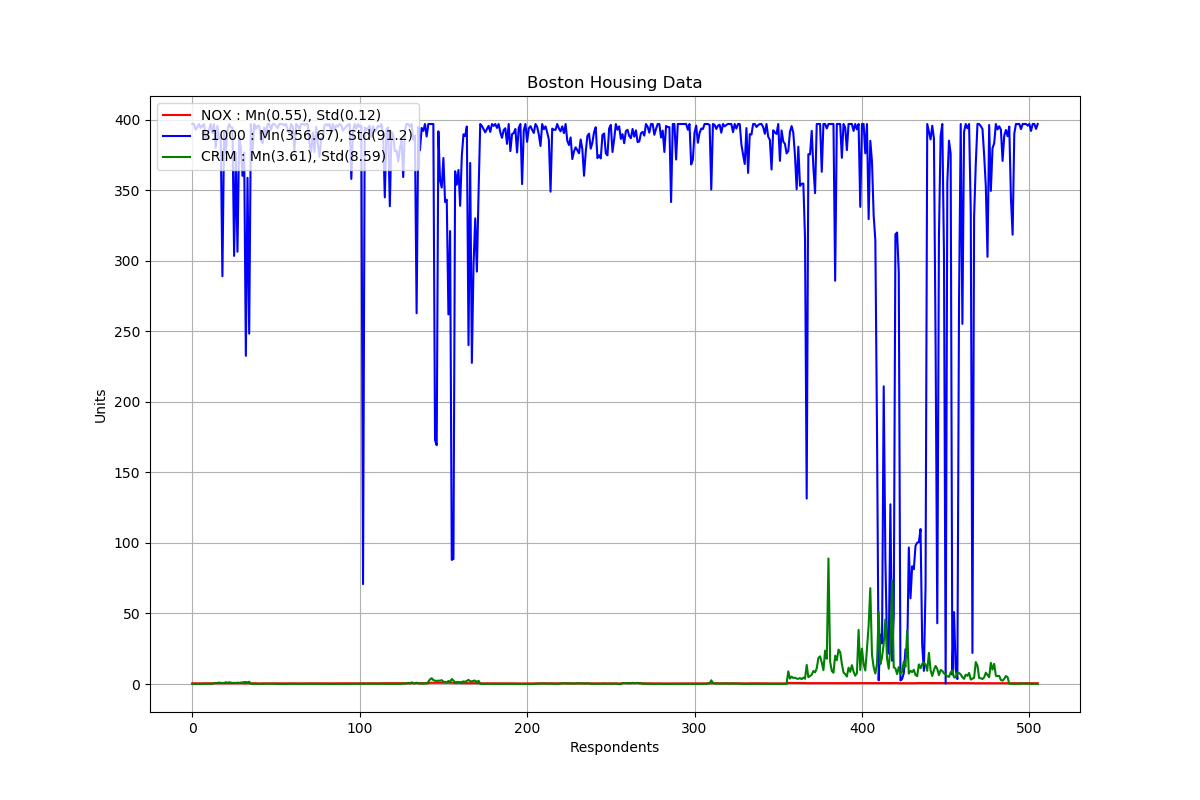 Boston Housing Data
NOX : Mn(0.55), Std(0.12)
B1000 : Mn(356.67), Std(91.2)
CRIM : Mn(3.61), Std(8.59)
400
350
300
250
200
150
100
50
0
Units
0 100 200 300 400 500
Respondents